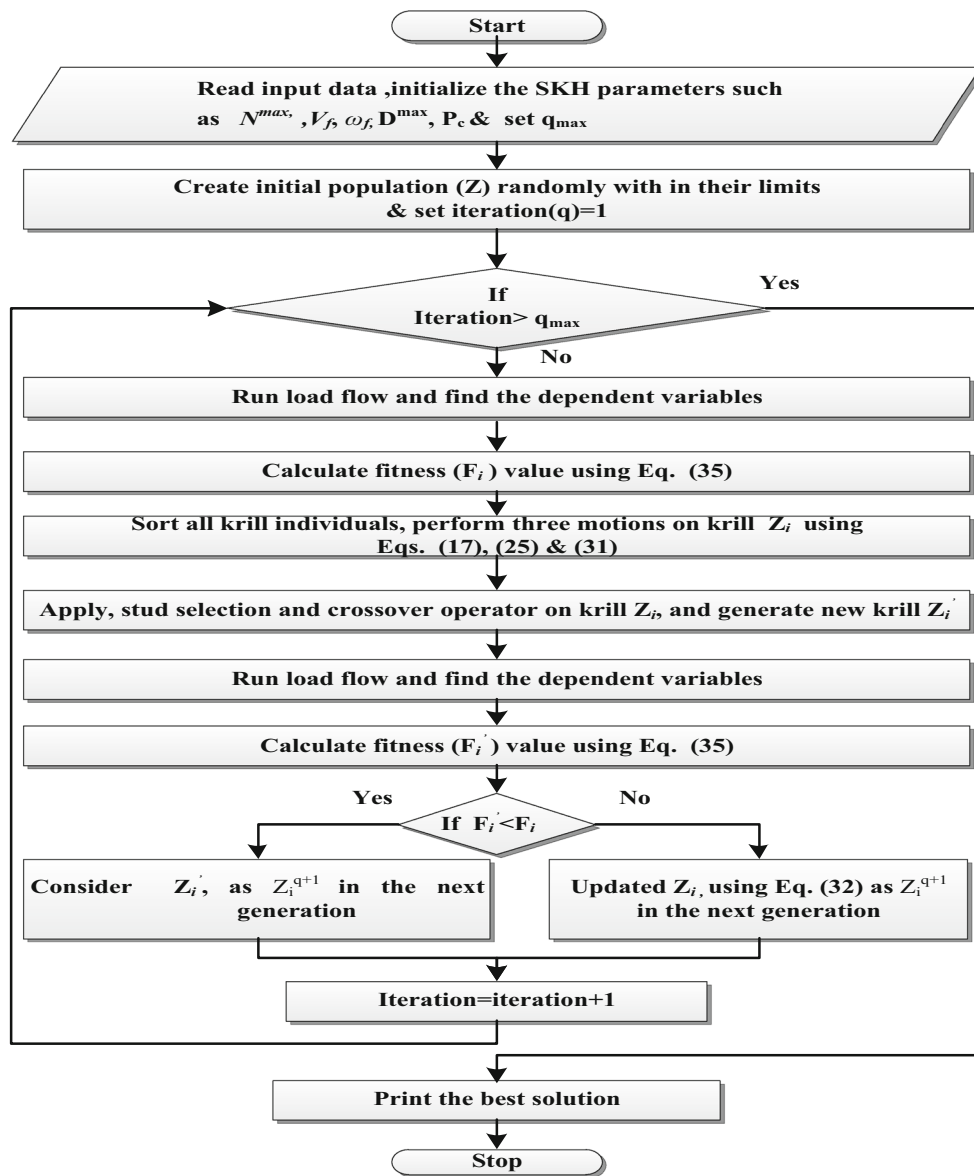 Start
Read input data ,initialize the SKH parameters such
as N^max, ,V_f, ω_f, D^max, P_c & set q_max
Create initial population (Z) randomly with in their limits
& set iteration(q)=1
If
Iteration> q_max
Yes
No
Run load flow and find the dependent variables
Calculate fitness (F_i ) value using Eq. (35)
Sort all krill individuals, perform three motions on krill Z_i using
Eqs. (17), (25) & (31)
Apply, stud selection and crossover operator on krill Z_i, and generate new krill Z_i'
Run load flow and find the dependent variables
Calculate fitness (F_i') value using Eq. (35)
Yes
No
If F_i'<F_i
Consider Z_i', as Z_i^q+1 in the next
generation
Updated Z_i, using Eq. (32) as Z_i^q+1
in the next generation
Iteration=iteration+1
Print the best solution
Stop